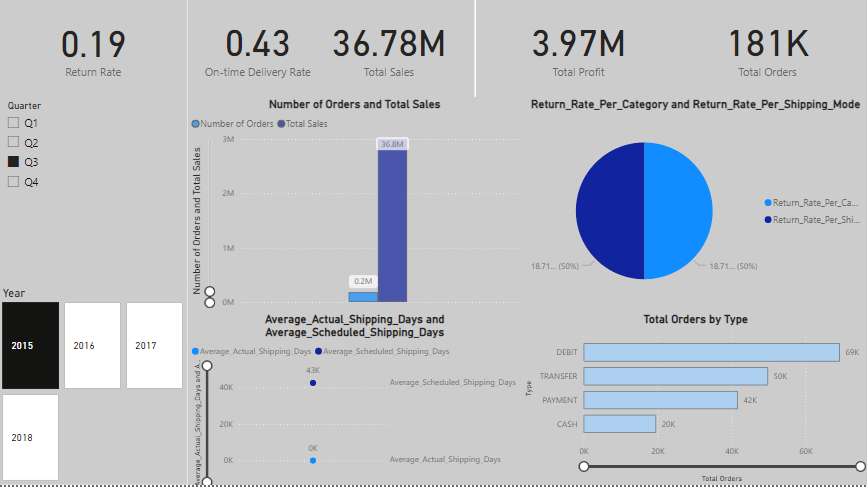 0.19
Return Rate
0.43
On-time Delivery Rate
36.78M
Total Sales
3.97M
Total Profit
181K
Total Orders
Quarter
Q1
Q2
Q3
Q4
Year
2015
2016
2017
2018
Number of Orders and Total Sales
Number of Orders Total Sales
Number of Orders and Total Sales
3M
2M
1M
0M
36.8M
0.2M
Return_Rate_Per_Category and Return_Rate_Per_Shipping_Mode
18.71... (50%)
18.71... (50%)
Return_Rate_Per_Ca...
Return_Rate_Per_Shi...
Average_Actual_Shipping_Days and
Average_Scheduled_Shipping_Days
Average_Actual_Shipping_Days Average_Scheduled_Shipping_Days
Average_Actual_Shipping_Days and A...
40K
20K
0K
43K
Average_Scheduled_Shipping_Days
0K
Average_Actual_Shipping_Days
Total Orders by Type
Type
DEBIT
69K
TRANSFER
50K
PAYMENT
42K
CASH
20K
0K
20K
40K
60K
Total Orders